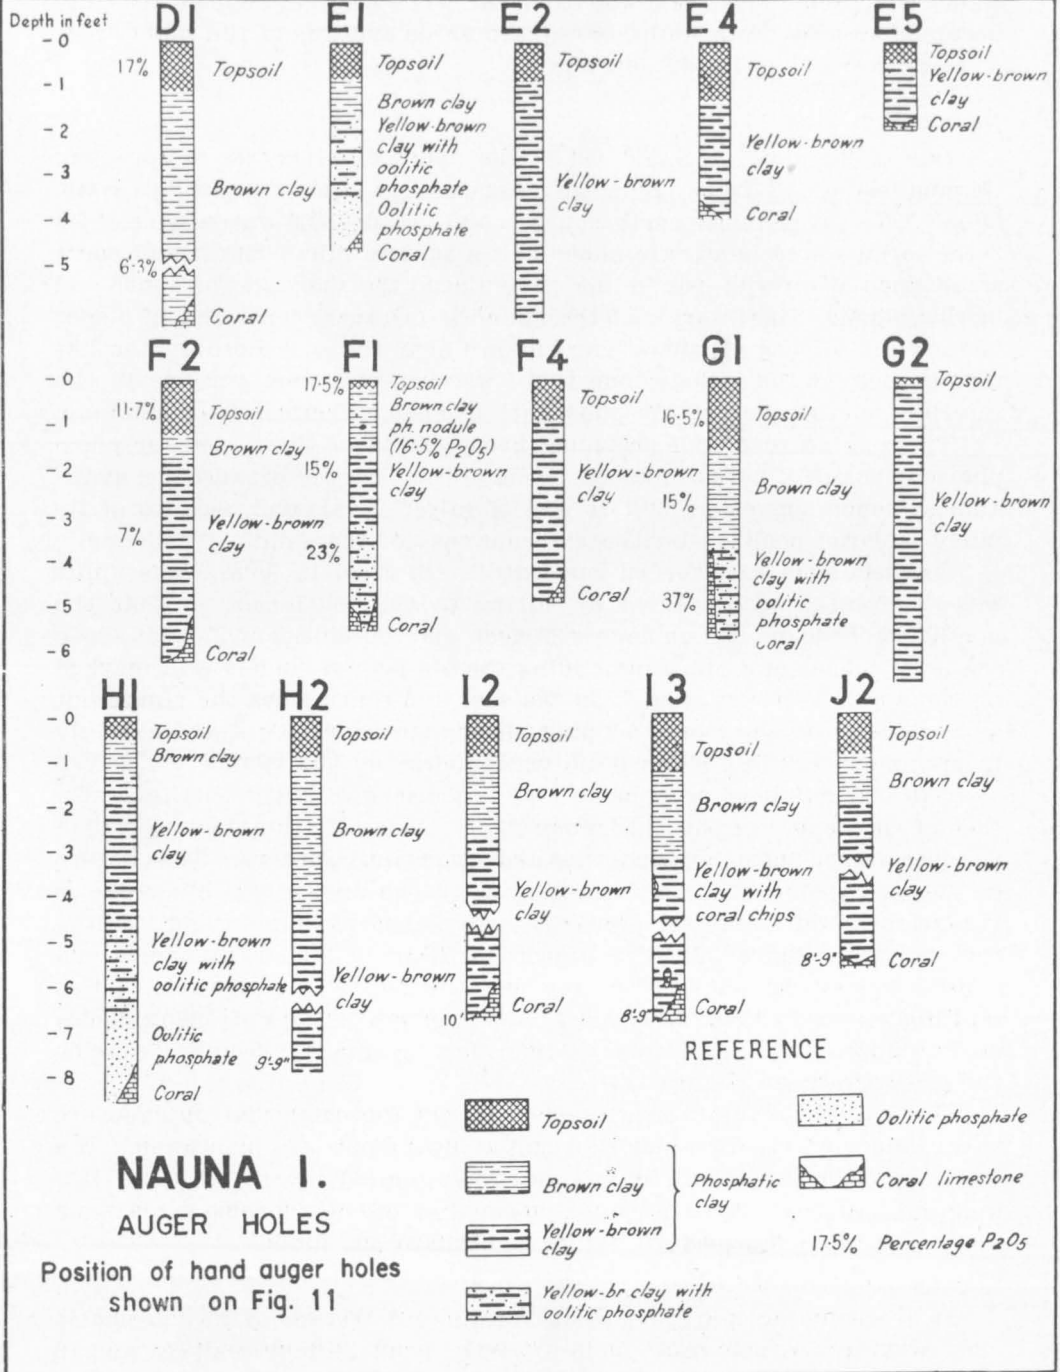 Depth in feet
D1
E1
E2
E4
E5
- 0
- 1
- 2
- 3
- 4
- 5
17%
Topsoil
Brown clay
6·3%
Coral
Topsoil
Brown clay
Yellow-brown
clay with
oolitic
phosphate
Oolitic
phosphate
Coral
Topsoil
Yellow-brown
clay
Topsoil
Yellow-brown
clay
Coral
Topsoil
Yellow-brown
clay
Coral
F2
F1
F4
G1
G2
- 0
- 1
- 2
- 3
- 4
- 5
- 6
11·7%
Topsoil
Brown clay
7%
Yellow-brown
clay
Coral
17·5%
Topsoil
Brown clay
ph. nodule
(16·5% P2O5)
15%
Yellow-brown
clay
23%
Coral
Topsoil
Yellow-brown
clay
Coral
16·5%
Topsoil
15%
Brown clay
Yellow-brown
clay with
oolitic
phosphate
37%
Coral
Topsoil
Yellow-brown
clay
H1
H2
I2
I3
J2
- 0
- 1
- 2
- 3
- 4
- 5
- 6
- 7
- 8
Topsoil
Brown clay
Yellow-brown
clay
Yellow-brown
clay with
oolitic phosphate
Oolitic
phosphate
Coral
Topsoil
Brown clay
Yellow-brown
clay
9'-9"
Topsoil
Brown clay
Yellow-brown
clay
Coral
10'
Topsoil
Brown clay
Yellow-brown
clay with
coral chips
Coral
8'-9"
Topsoil
Brown clay
Yellow-brown
clay
8'-9"
Coral
REFERENCE
Topsoil
Brown clay
Yellow-brown
clay
Phosphatic
clay
Yellow-br clay with
oolitic phosphate
Oolitic phosphate
Coral limestone
17·5% Percentage P2O5
NAUNA I.
AUGER HOLES
Position of hand auger holes
shown on Fig. 11